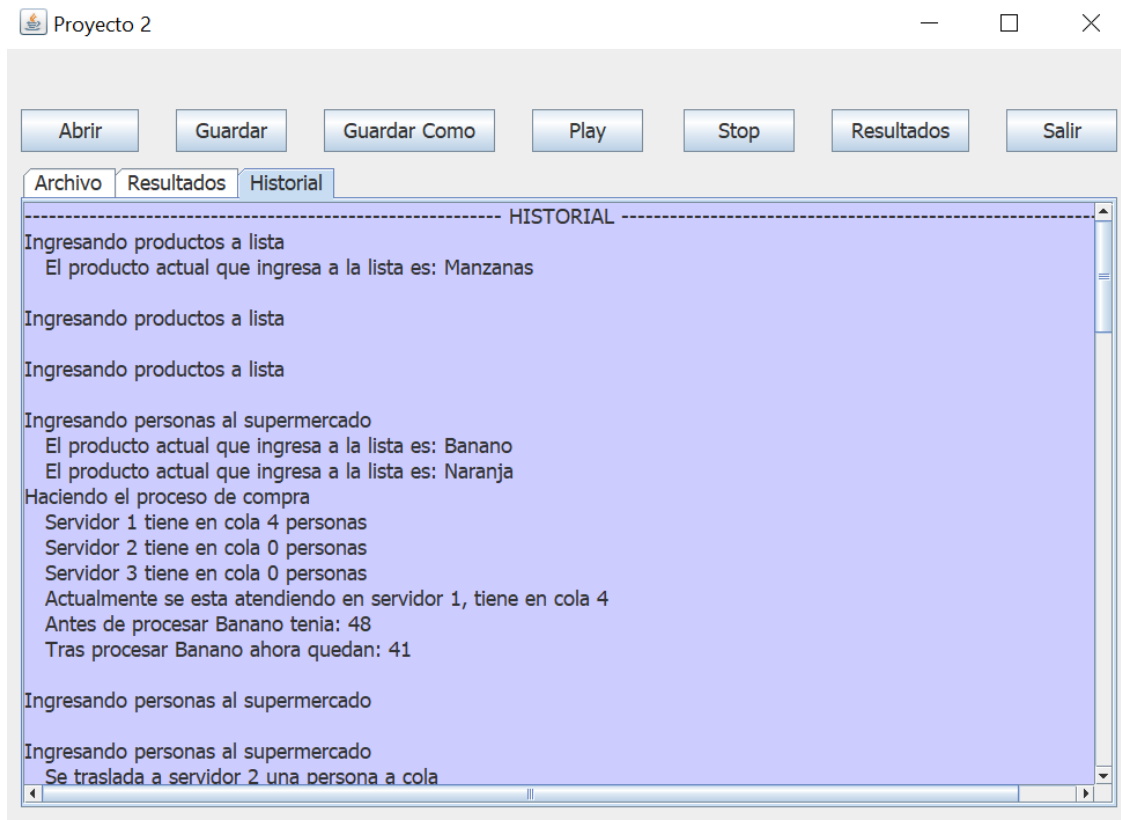 Proyecto 2
Abrir Guardar Guardar Como Play Stop Resultados Salir
Archivo Resultados Historial
----------------------------------------------------------- HISTORIAL -----------------------------------------------------------
Ingresando productos a lista
El producto actual que ingresa a la lista es: Manzanas
Ingresando productos a lista
Ingresando productos a lista
Ingresando personas al supermercado
El producto actual que ingresa a la lista es: Banano
El producto actual que ingresa a la lista es: Naranja
Haciendo el proceso de compra
Servidor 1 tiene en cola 4 personas
Servidor 2 tiene en cola 0 personas
Servidor 3 tiene en cola 0 personas
Actualmente se esta atendiendo en servidor 1, tiene en cola 4
Antes de procesar Banano tenia: 48
Tras procesar Banano ahora quedan: 41
Ingresando personas al supermercado
Ingresando personas al supermercado
Se traslada a servidor 2 una persona a cola